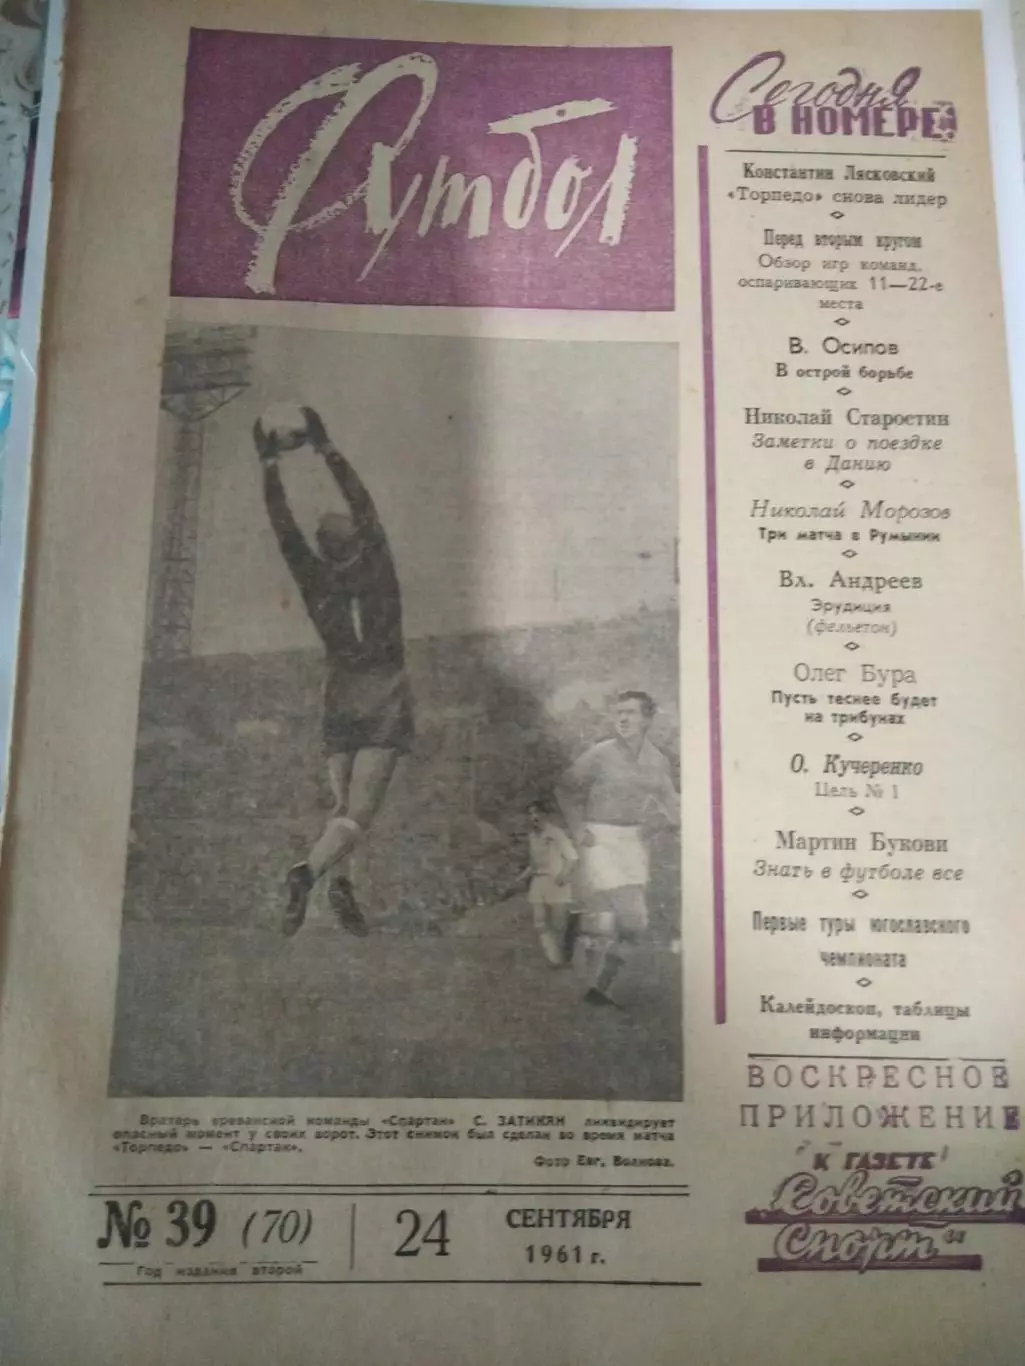 Футбол
Сегодня
В НОМЕРЕ:
Константин Лясковский
«Торпедо» снова лидер
Перед вторым кругом
Обзор игр команд,
оспаривающих 11—22-е
места
В. Осипов
В острой борьбе
Николай Старостин
Заметки о поездке
в Данию
Николай Морозов
Три матча в Румынии
Вл. Андреев
Эрудиция
(фельетон)
Олег Бура
Пусть теснее будет
на трибунах
О. Кучеренко
Цель № 1
Мартин Букови
Знать в футболе все
Первые туры югославского
чемпионата
Калейдоскоп, таблицы
информации
ВОСКРЕСНОЕ
ПРИЛОЖЕНИЕ
К ГАЗЕТЕ
„Советский
Спорт“
Вратарь ереванской команды «Спартак» С. ЗАТИКЯН ликвидирует
опасный момент у своих ворот. Этот снимок был сделан во время матча
«Торпедо» — «Спартак».
Фото Евг. Волкова.
№ 39 (70)
Год издания второй
24
СЕНТЯБРЯ
1961 г.